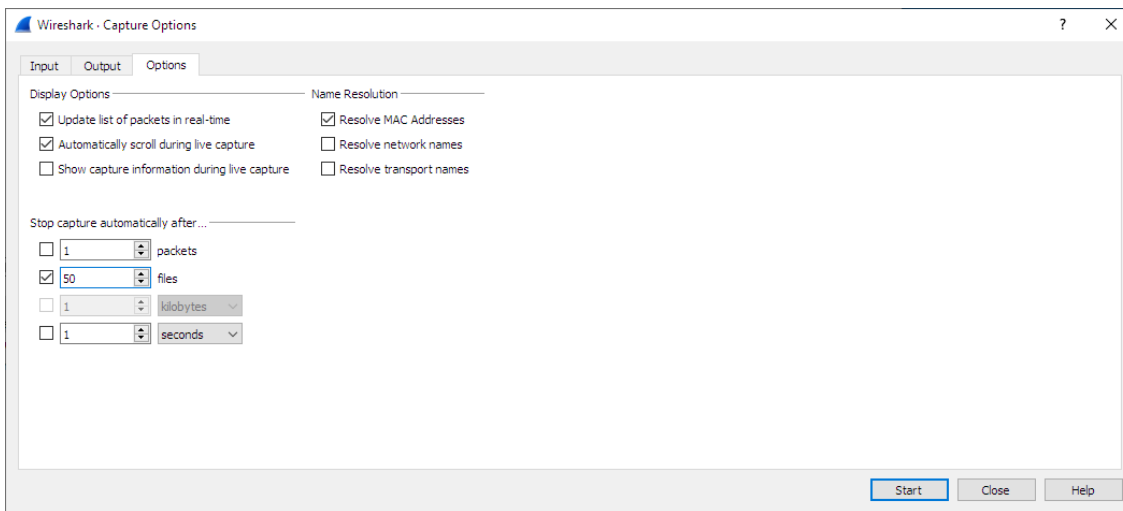 Wireshark · Capture Options
Input Output Options
Display Options
Update list of packets in real-time
Automatically scroll during live capture
Show capture information during live capture
Name Resolution
Resolve MAC Addresses
Resolve network names
Resolve transport names
Stop capture automatically after...
1 packets
50 files
1 kilobytes
1 seconds
Start Close Help